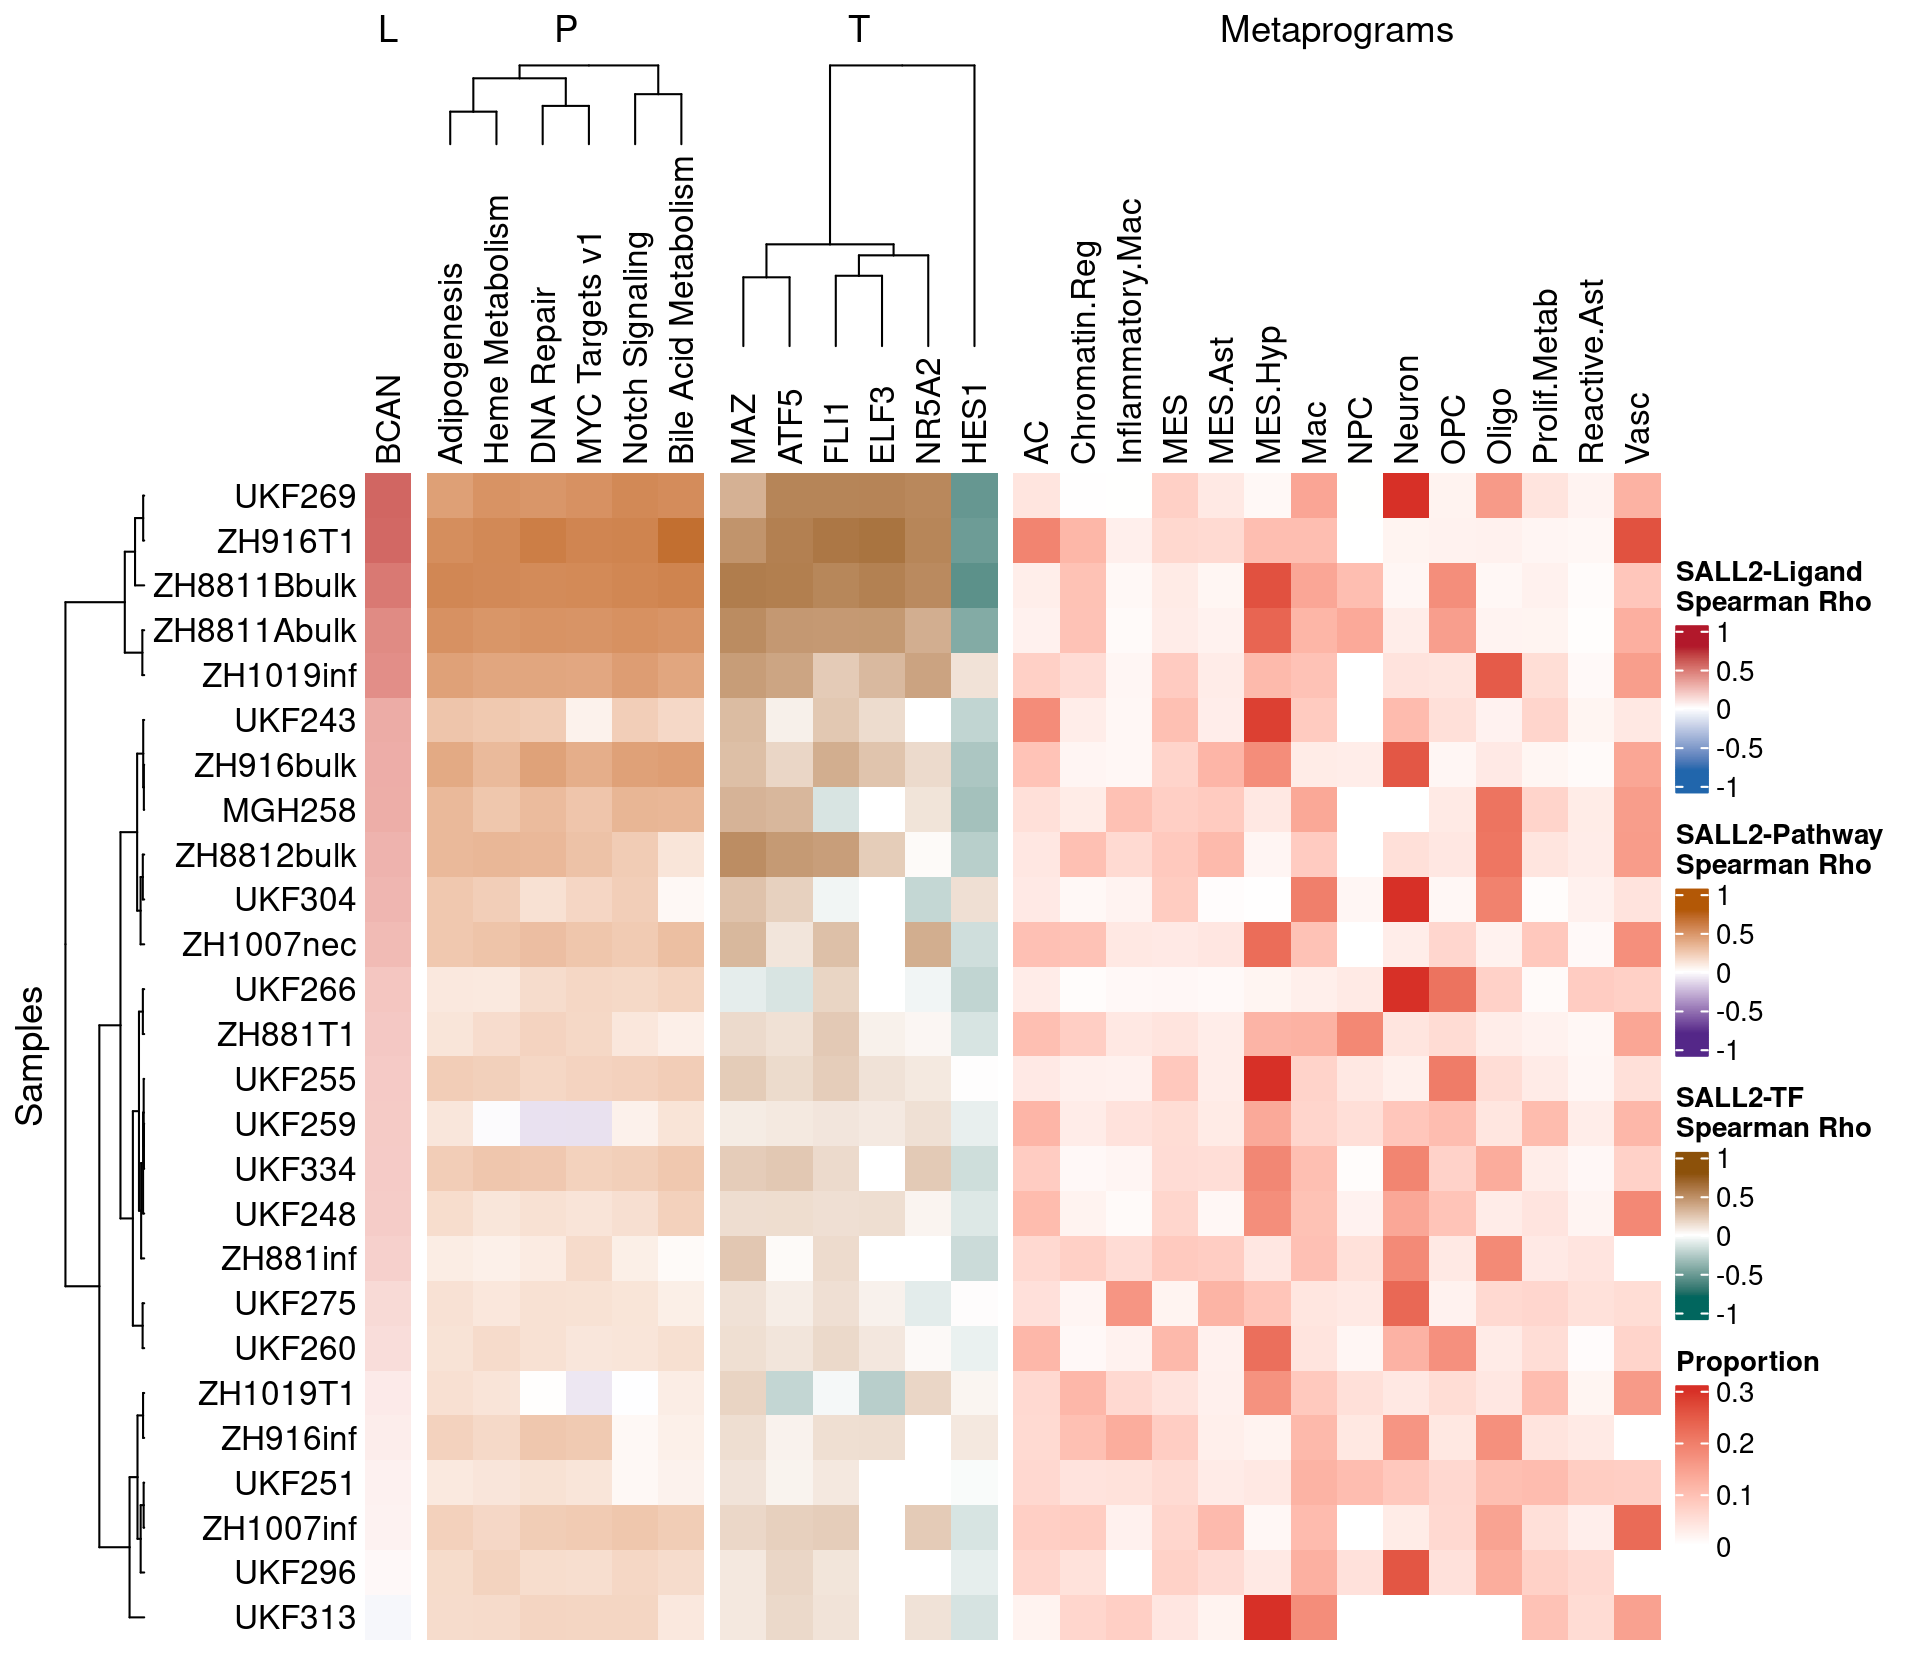 L
P
T
Metaprograms
BCAN
Adipogenesis
Heme Metabolism
DNA Repair
MYC Targets v1
Notch Signaling
Bile Acid Metabolism
MAZ
ATF5
FLI1
ELF3
NR5A2
HES1
AC
Chromatin.Reg
Inflammatory.Mac
MES
MES.Ast
MES.Hyp
Mac
NPC
Neuron
OPC
Oligo
Prolif.Metab
Reactive.Ast
Vasc
Samples
UKF269
ZH916T1
ZH8811Bbulk
ZH8811Abulk
ZH1019inf
UKF243
ZH916bulk
MGH258
ZH8812bulk
UKF304
ZH1007nec
UKF266
ZH881T1
UKF255
UKF259
UKF334
UKF248
ZH881inf
UKF275
UKF260
ZH1019T1
ZH916inf
UKF251
ZH1007inf
UKF296
UKF313
SALL2-Ligand
Spearman Rho
1
0.5
0
-0.5
-1
SALL2-Pathway
Spearman Rho
1
0.5
0
-0.5
-1
SALL2-TF
Spearman Rho
1
0.5
0
-0.5
-1
Proportion
0.3
0.2
0.1
0